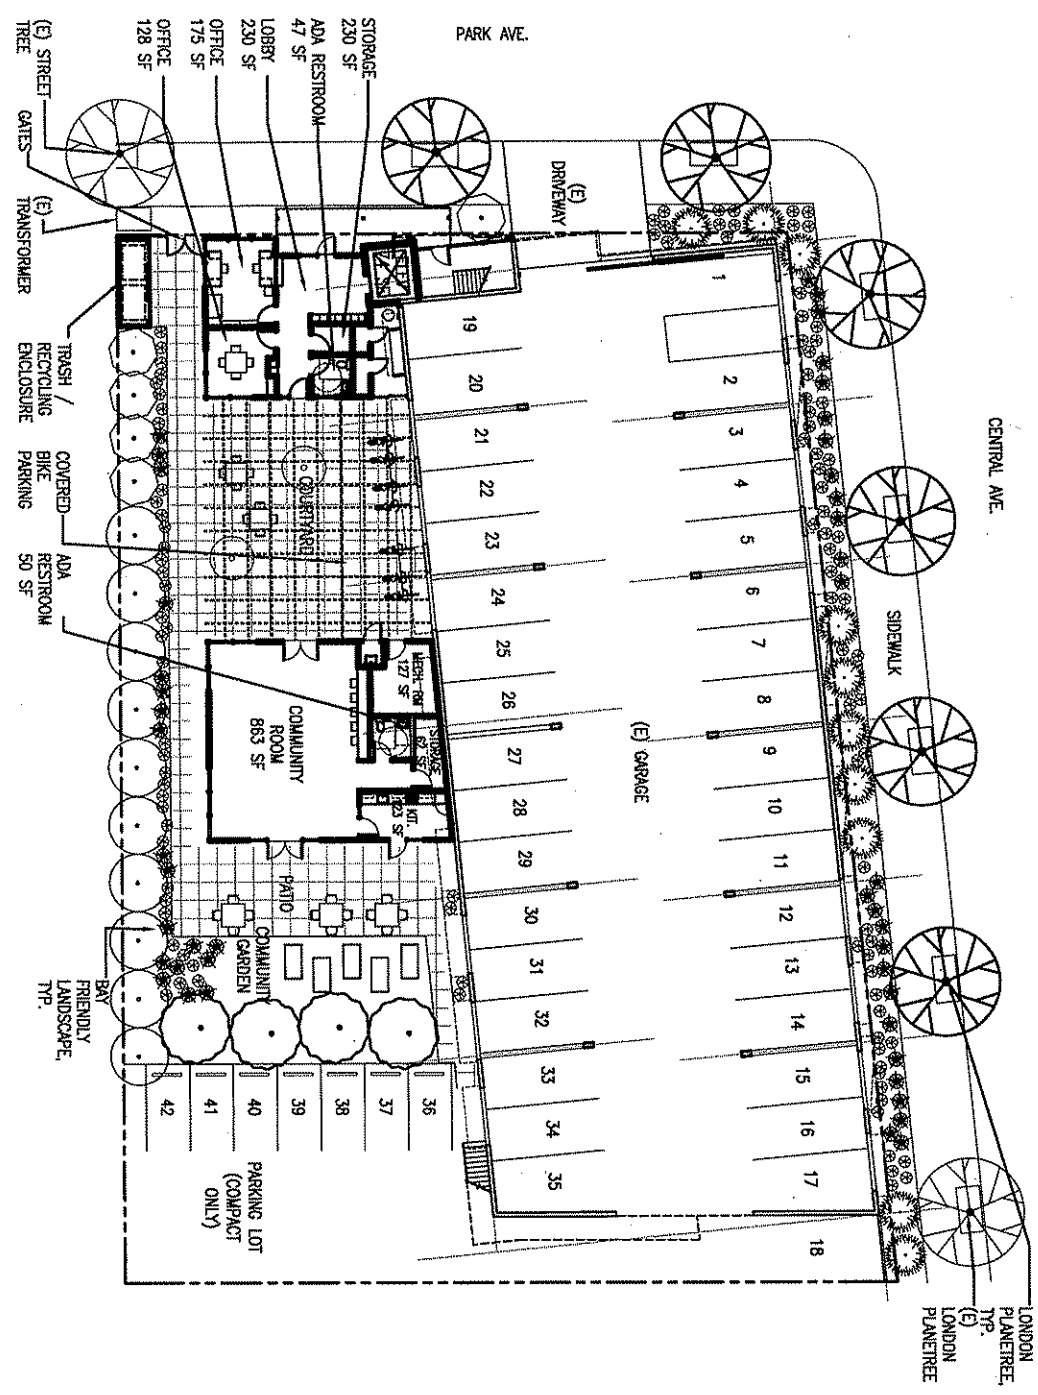 PARK AVE.
STORAGE
230 SF
ADA RESTROOM
47 SF
LOBBY
230 SF
OFFICE
175 SF
OFFICE
128 SF
(E) STREET
TREE
GATES
(E)
TRANSFORMER
TRASH /
RECYCLING
ENCLOSURE
COVERED
BIKE
PARKING
ADA
RESTROOM
50 SF
BAY
FRIENDLY
LANDSCAPE,
TYP.
(E)
DRIVEWAY
CENTRAL AVE.
SIDEWALK
(E) GARAGE
COURTYARD
MECH. RM
127 SF
STORAGE
67 SF
KIT.
123 SF
COMMUNITY
ROOM
863 SF
PATIO
COMMUNITY
GARDEN
1
2
3
4
5
6
7
8
9
10
11
12
13
14
15
16
17
18
19
20
21
22
23
24
25
26
27
28
29
30
31
32
33
34
35
36
37
38
39
40
41
42
PARKING LOT
(COMPACT
ONLY)
LONDON
PLANETREE,
TYP.
(E)
LONDON
PLANETREE